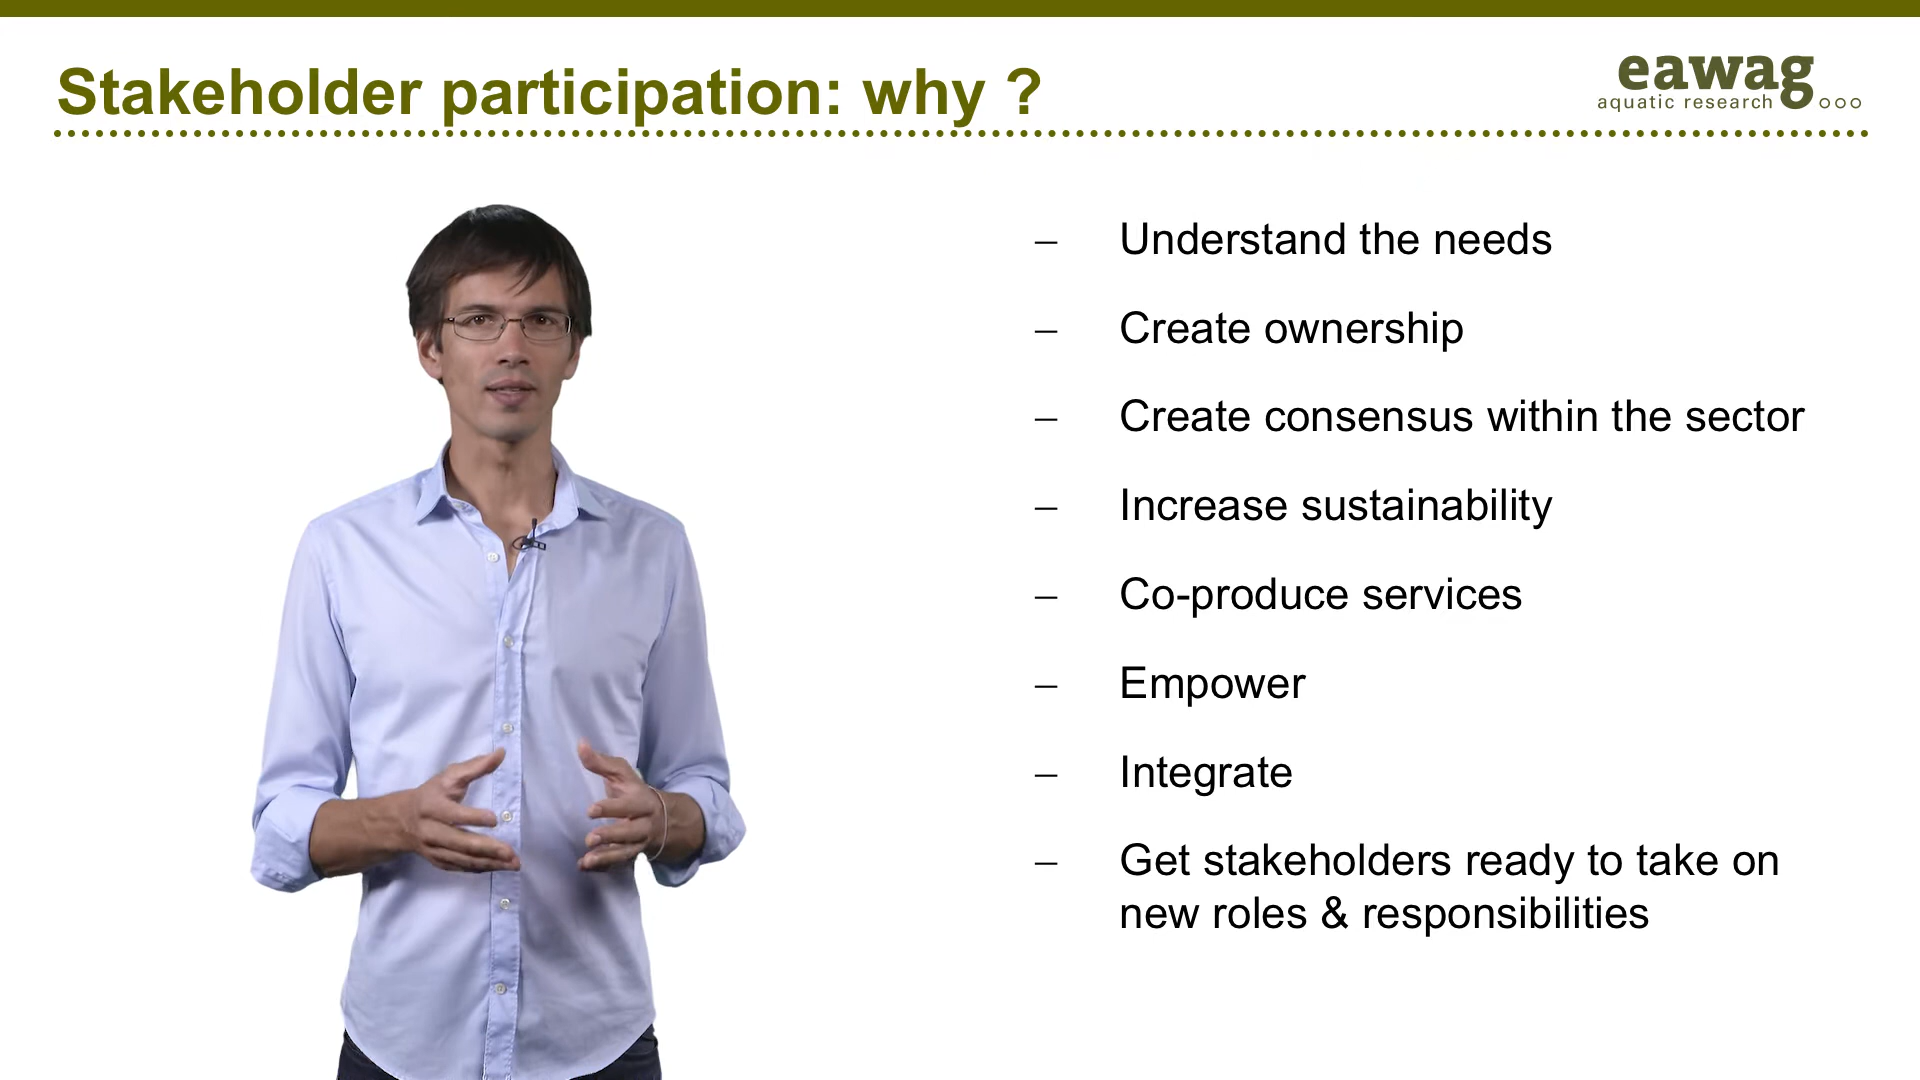 Stakeholder participation: why ?
eawag
aquatic research
– Understand the needs
– Create ownership
– Create consensus within the sector
– Increase sustainability
– Co-produce services
– Empower
– Integrate
– Get stakeholders ready to take on
new roles & responsibilities